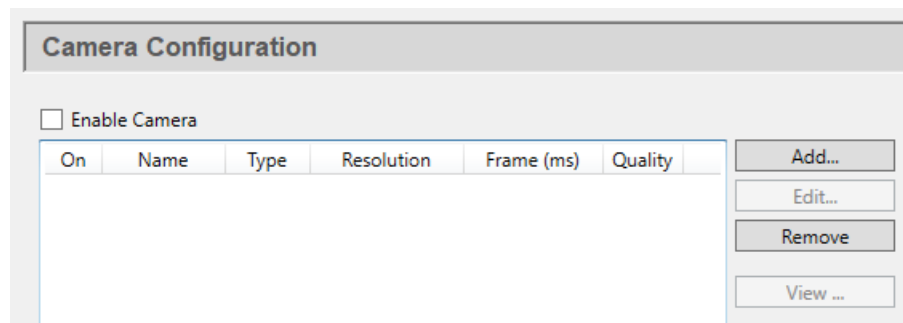 Camera Configuration
Enable Camera
On Name Type Resolution Frame (ms) Quality
Add...
Edit...
Remove
View ...